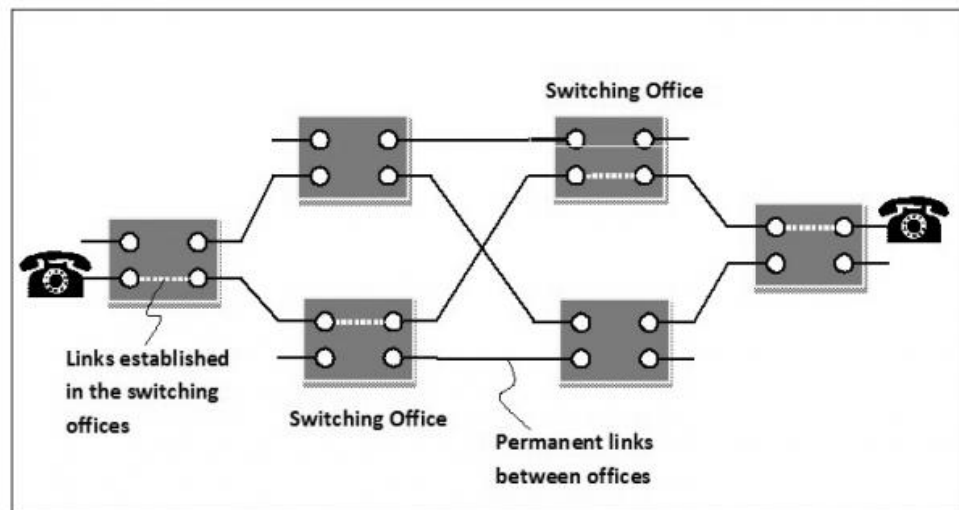 Switching Office
Links established
in the switching
offices
Switching Office
Permanent links
between offices